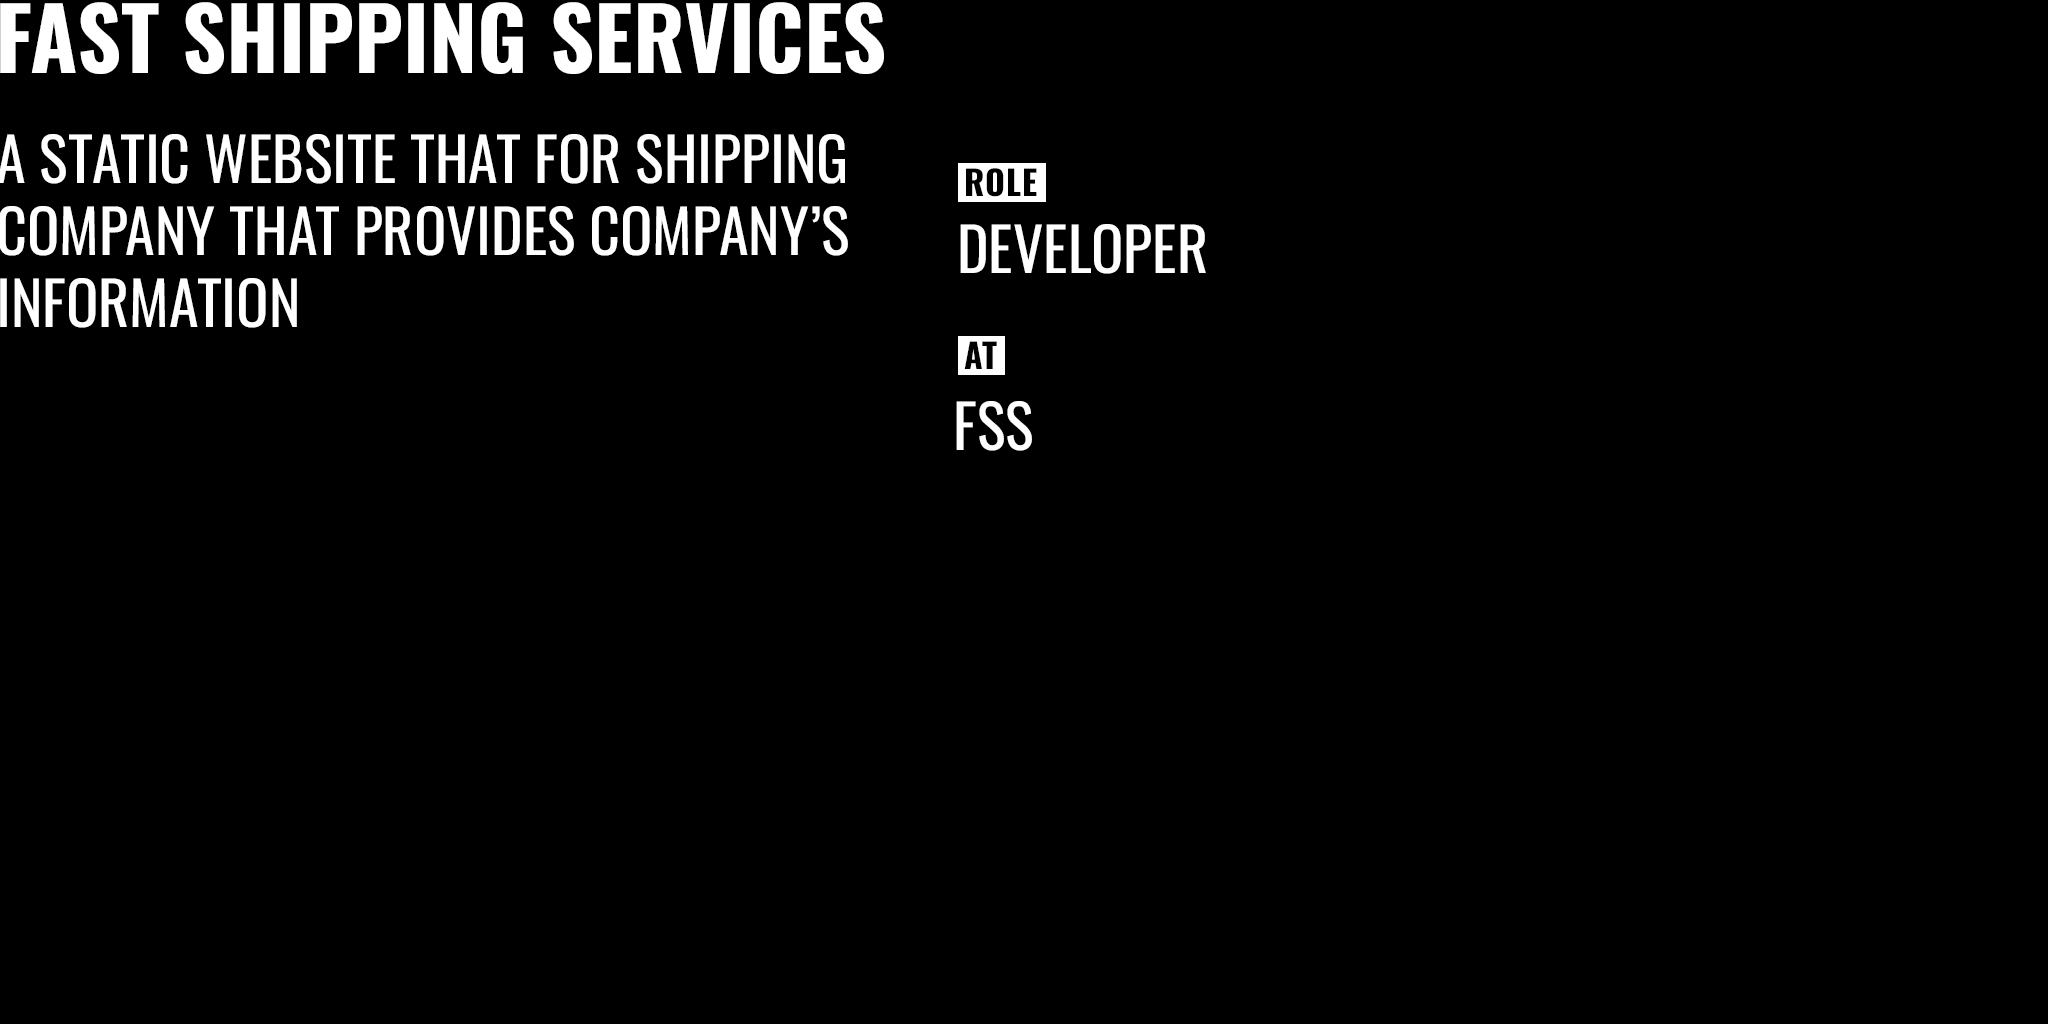 FAST SHIPPING SERVICES
A STATIC WEBSITE THAT FOR SHIPPING
COMPANY THAT PROVIDES COMPANY’S
INFORMATION
ROLE
DEVELOPER
AT
FSS